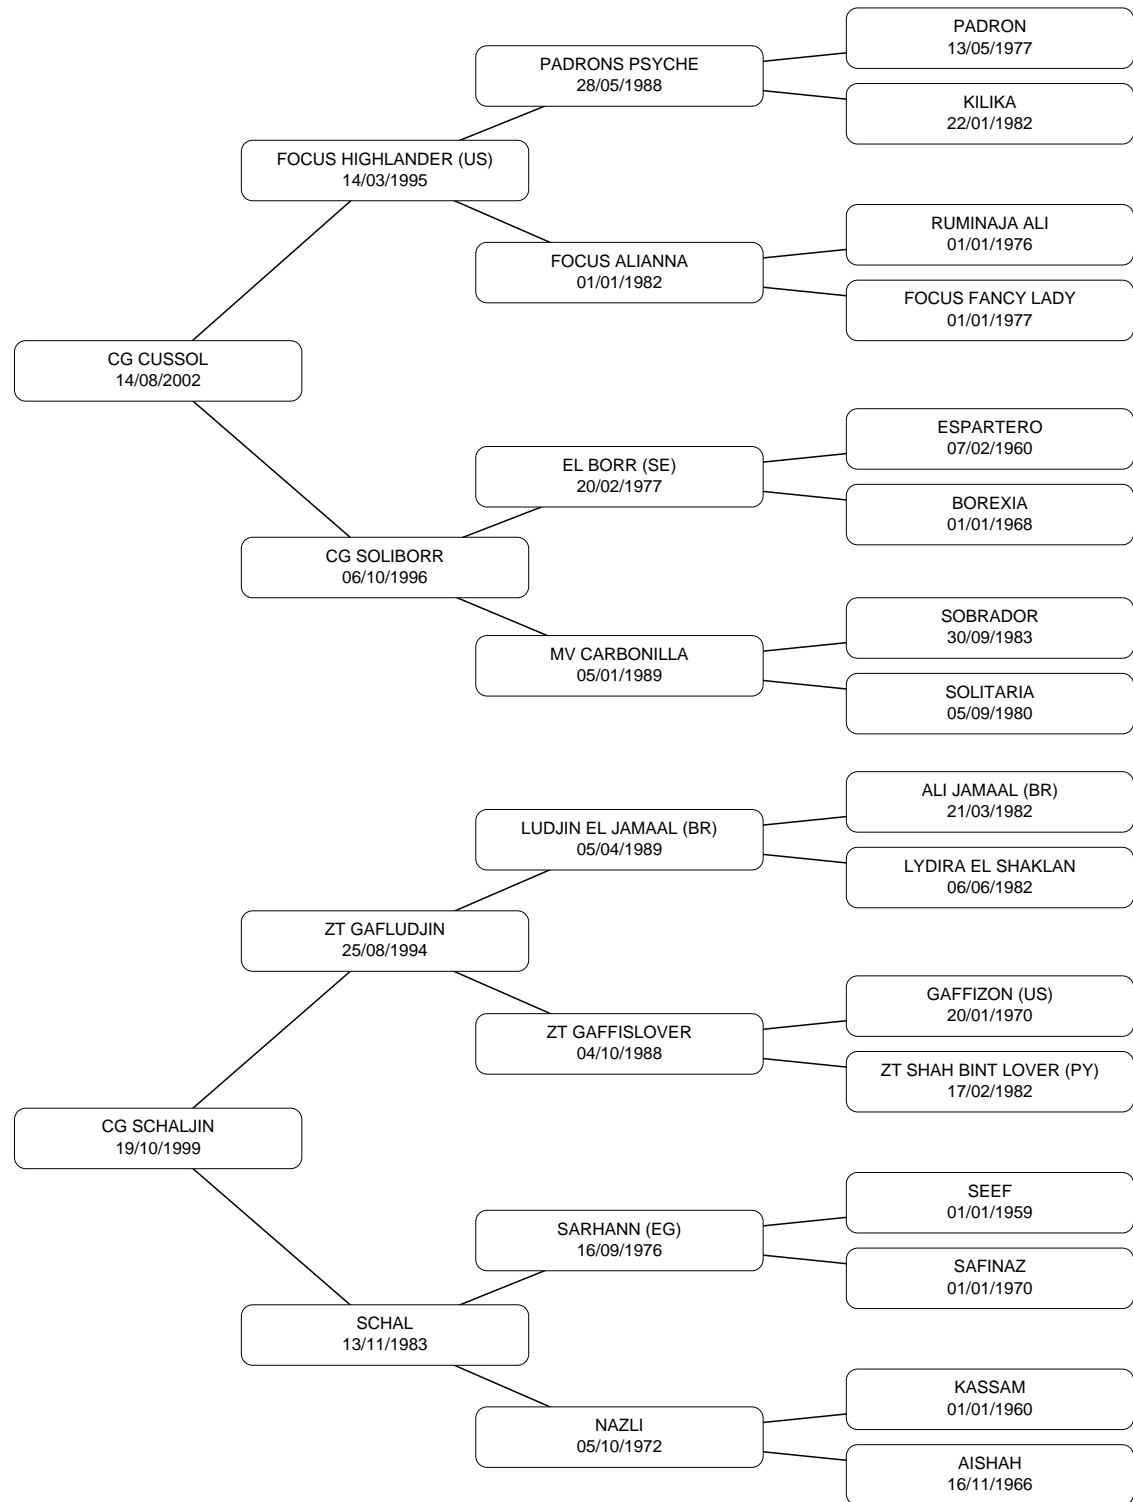 PADRON
13/05/1977
PADRONS PSYCHE
28/05/1988
KILIKA
22/01/1982
FOCUS HIGHLANDER (US)
14/03/1995
RUMINAJA ALI
01/01/1976
FOCUS ALIANNA
01/01/1982
FOCUS FANCY LADY
01/01/1977
CG CUSSOL
14/08/2002
ESPARTERO
07/02/1960
EL BORR (SE)
20/02/1977
BOREXIA
01/01/1968
CG SOLIBORR
06/10/1996
SOBRADOR
30/09/1983
MV CARBONILLA
05/01/1989
SOLITARIA
05/09/1980
ALI JAMAAL (BR)
21/03/1982
LUDJIN EL JAMAAL (BR)
05/04/1989
LYDIRA EL SHAKLAN
06/06/1982
ZT GAFLUDJIN
25/08/1994
GAFFIZON (US)
20/01/1970
ZT GAFFISLOVER
04/10/1988
ZT SHAH BINT LOVER (PY)
17/02/1982
CG SCHALJIN
19/10/1999
SEEF
01/01/1959
SARHANN (EG)
16/09/1976
SAFINAZ
01/01/1970
SCHAL
13/11/1983
KASSAM
01/01/1960
NAZLI
05/10/1972
AISHAH
16/11/1966